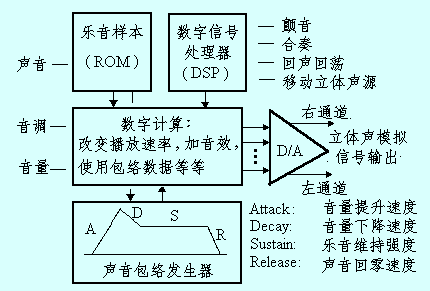 声音
乐音样本
(ROM)
数字信号
处理器
(DSP)
颤音
合奏
回声回荡
移动立体声源
音调
音量
数字计算:
改变播放速率,加音效,
使用包络数据等等
D/A
右通道
立体声模拟
信号输出
左通道
A
D
S
R
声音包络发生器
Attack: 音量提升速度
Decay: 音量下降速度
Sustain: 乐音维持强度
Release: 声音回零速度